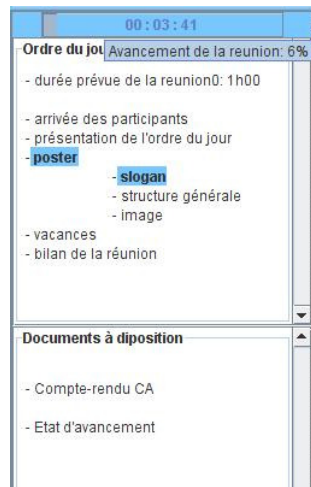 00:03:41
Ordre du jou
Avancement de la reunion: 6%
- durée prévue de la reunion0: 1h00
- arrivée des participants
- présentation de l'ordre du jour
- poster
- slogan
- structure générale
- image
- vacances
- bilan de la réunion
Documents à diposition
- Compte-rendu CA
- Etat d'avancement